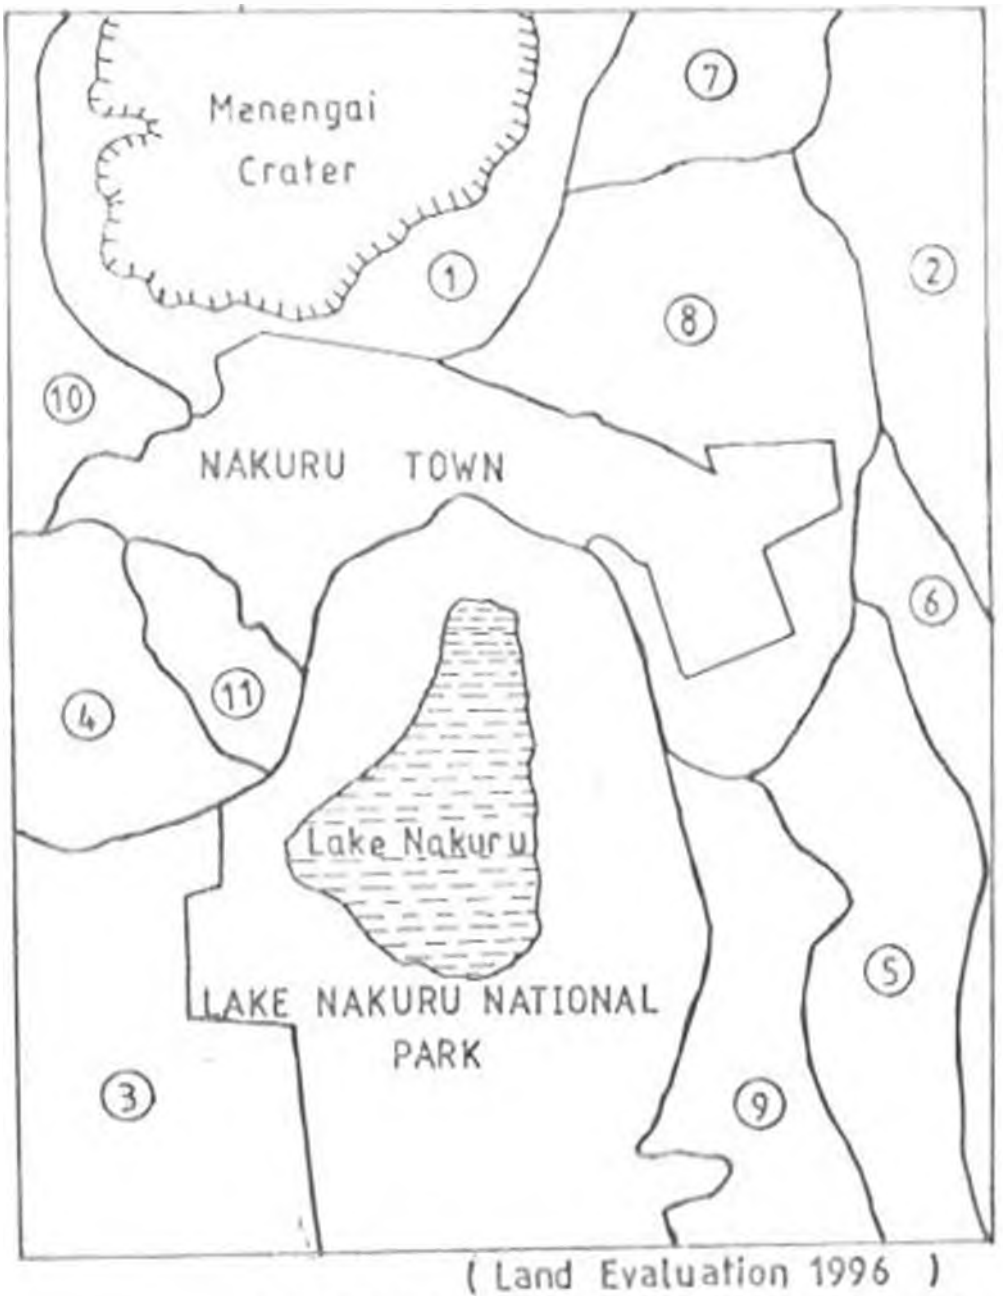 7
Menengai
Crater
1
2
8
10
NAKURU TOWN
6
11
4
Lake Nakuru
5
LAKE NAKURU NATIONAL
PARK
3
9
( Land Evaluation 1996 )